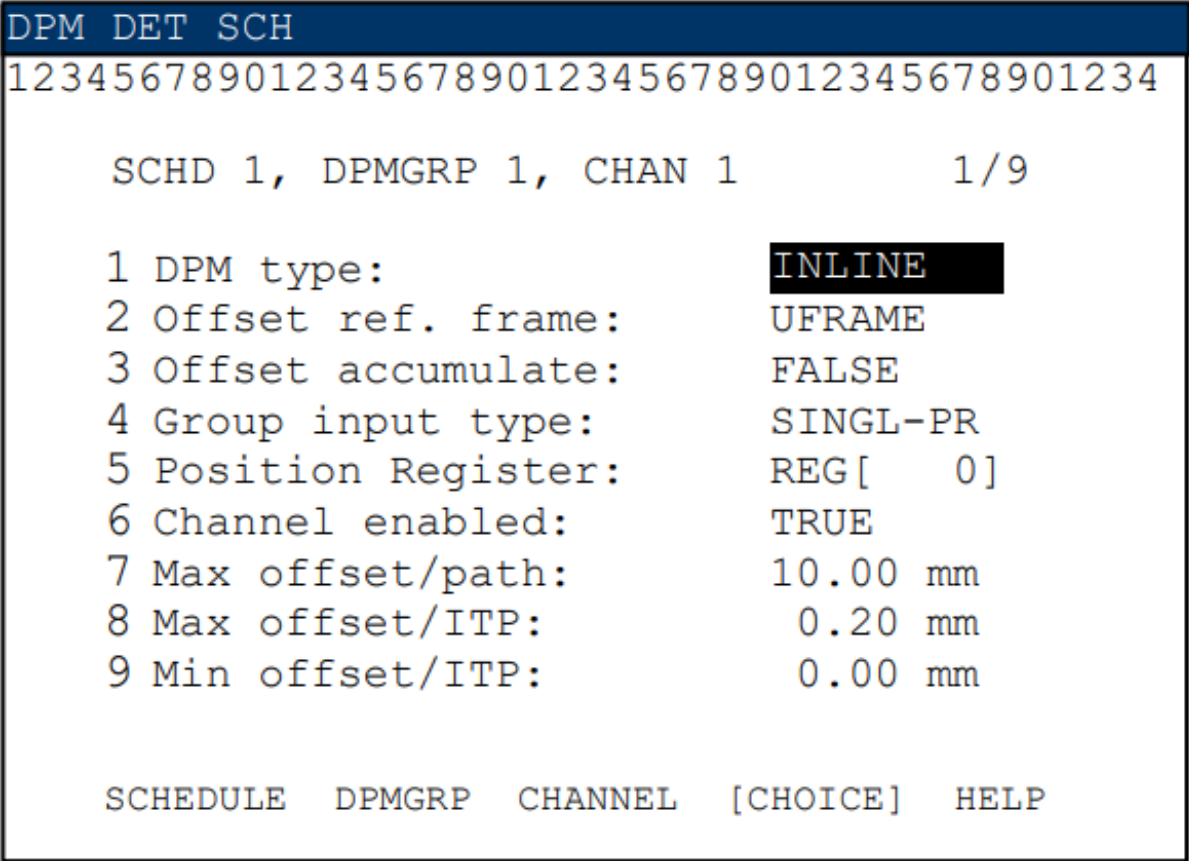 DPM DET SCH
12345678901234567890123456789012345678901234
SCHD 1, DPMGRP 1, CHAN 1 1/9
1 DPM type: INLINE
2 Offset ref. frame: UFRAME
3 Offset accumulate: FALSE
4 Group input type: SINGL-PR
5 Position Register: REG[ 0]
6 Channel enabled: TRUE
7 Max offset/path: 10.00 mm
8 Max offset/ITP: 0.20 mm
9 Min offset/ITP: 0.00 mm
SCHEDULE DPMGRP CHANNEL [CHOICE] HELP